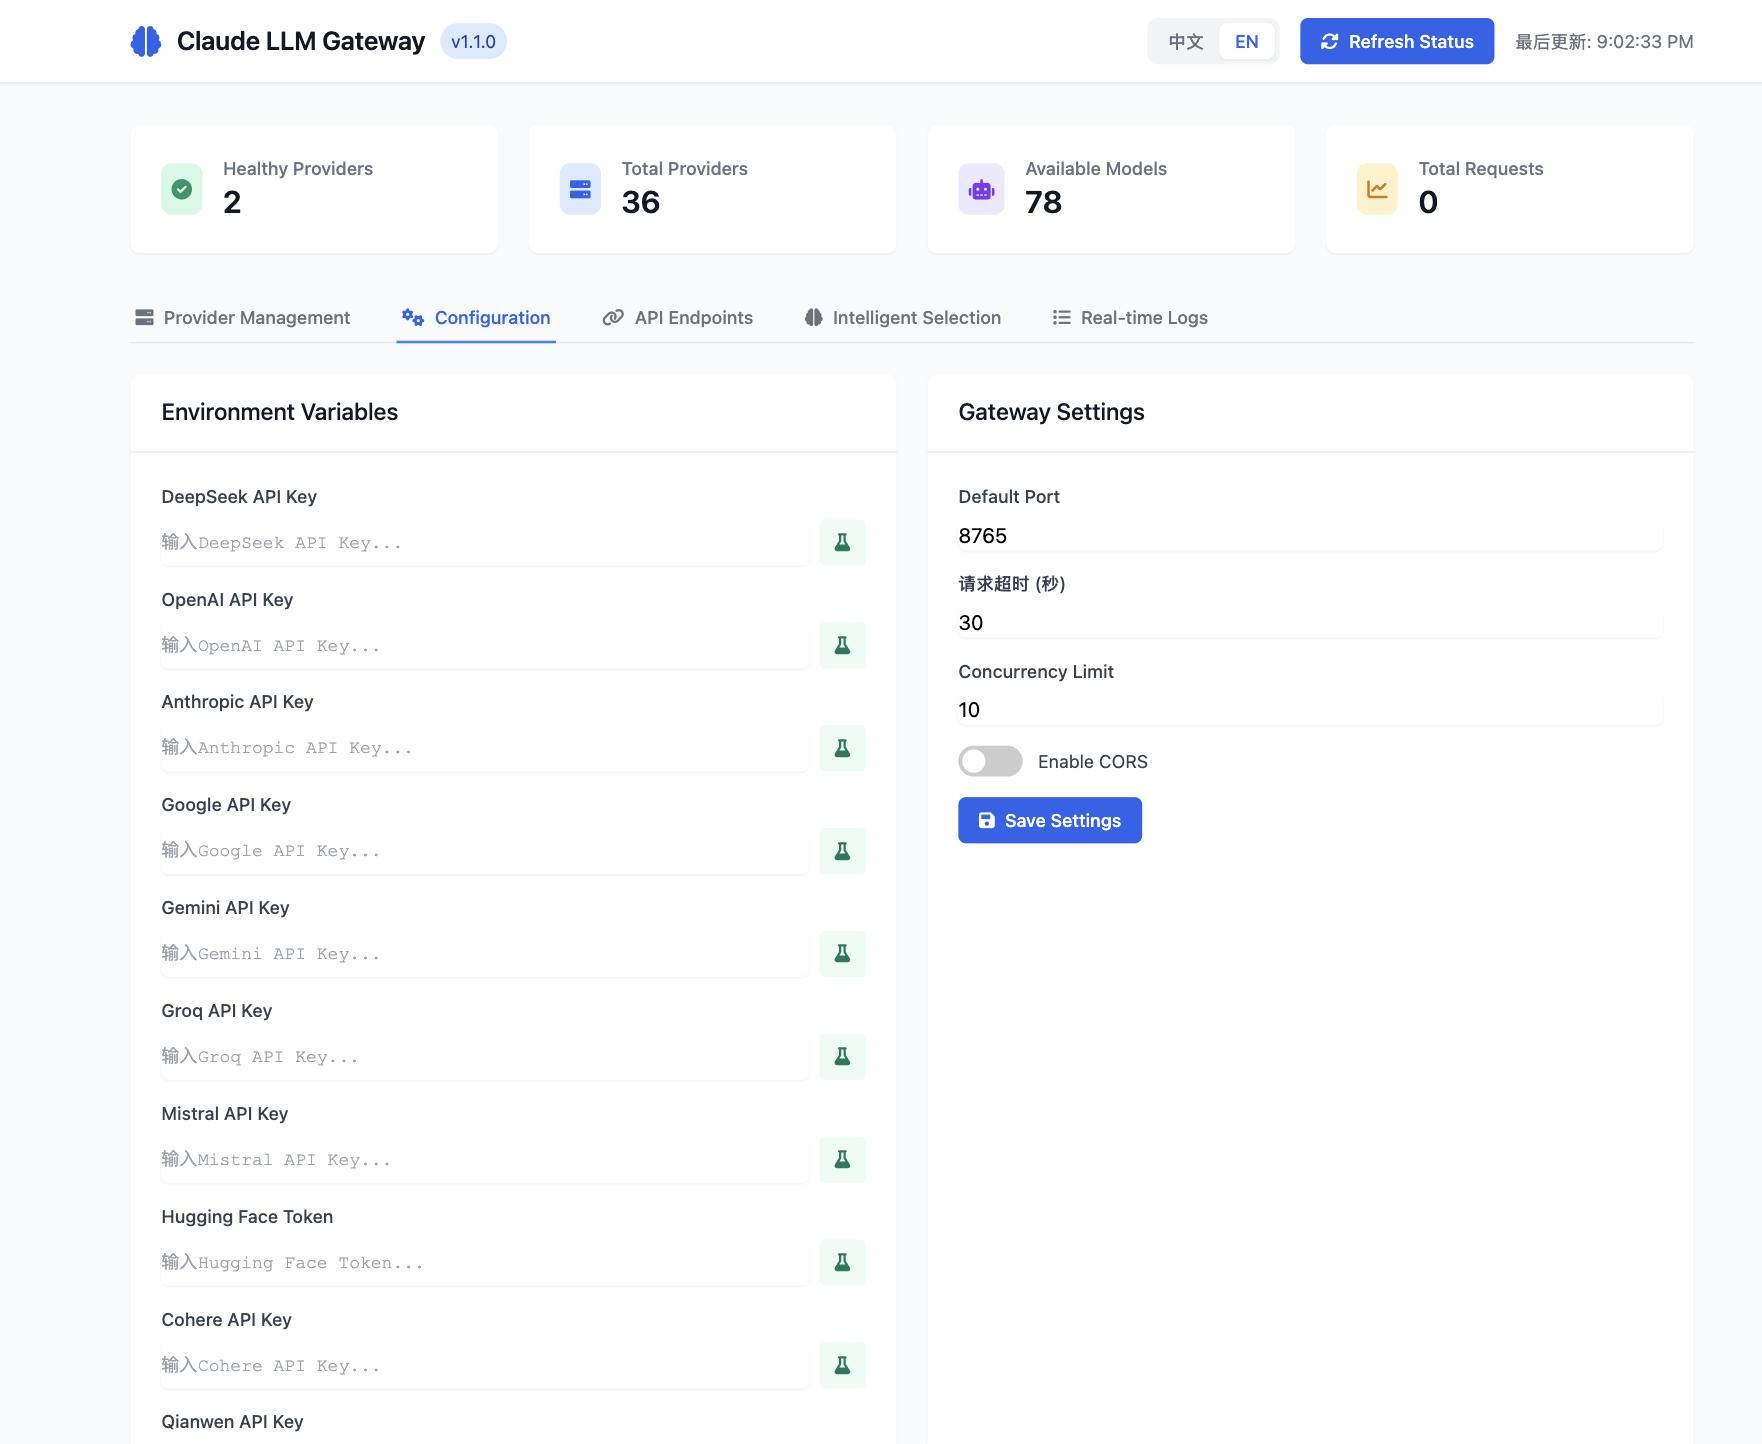 Claude LLM Gateway v1.1.0 中文 EN Refresh Status 最后更新: 9:02:33 PM
Healthy Providers
2
Total Providers
36
Available Models
78
Total Requests
0
Provider Management Configuration API Endpoints Intelligent Selection Real-time Logs
Environment Variables
DeepSeek API Key
输入DeepSeek API Key...
OpenAI API Key
输入OpenAI API Key...
Anthropic API Key
输入Anthropic API Key...
Google API Key
输入Google API Key...
Gemini API Key
输入Gemini API Key...
Groq API Key
输入Groq API Key...
Mistral API Key
输入Mistral API Key...
Hugging Face Token
输入Hugging Face Token...
Cohere API Key
输入Cohere API Key...
Qianwen API Key
Gateway Settings
Default Port
8765
请求超时 (秒)
30
Concurrency Limit
10
Enable CORS
Save Settings